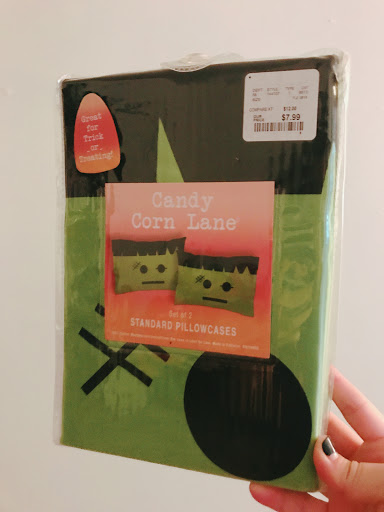 Great
for
Trick
or
Treating!
COMPARE AT $12.00
OUR
PRICE $7.99
Candy
Corn Lane
Set of 2
STANDARD PILLOWCASES